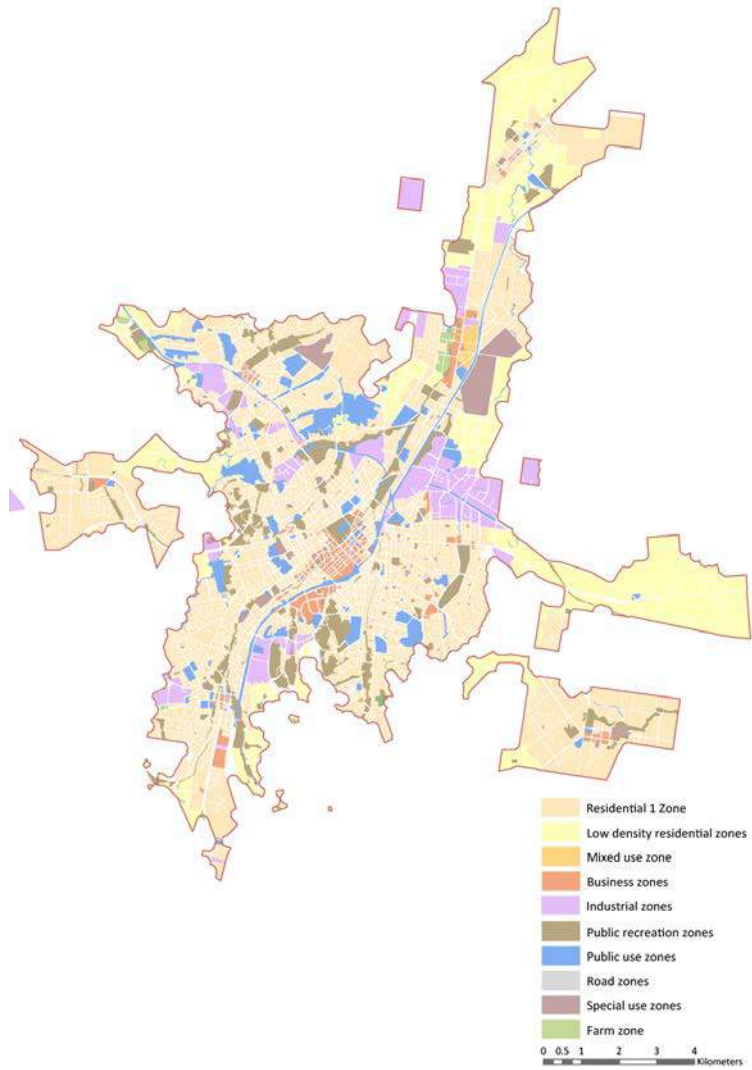 Residential 1 Zone
Low density residential zones
Mixed use zone
Business zones
Industrial zones
Public recreation zones
Public use zones
Road zones
Special use zones
Farm zone
0 0.5 1 2 3 4
Kilometers